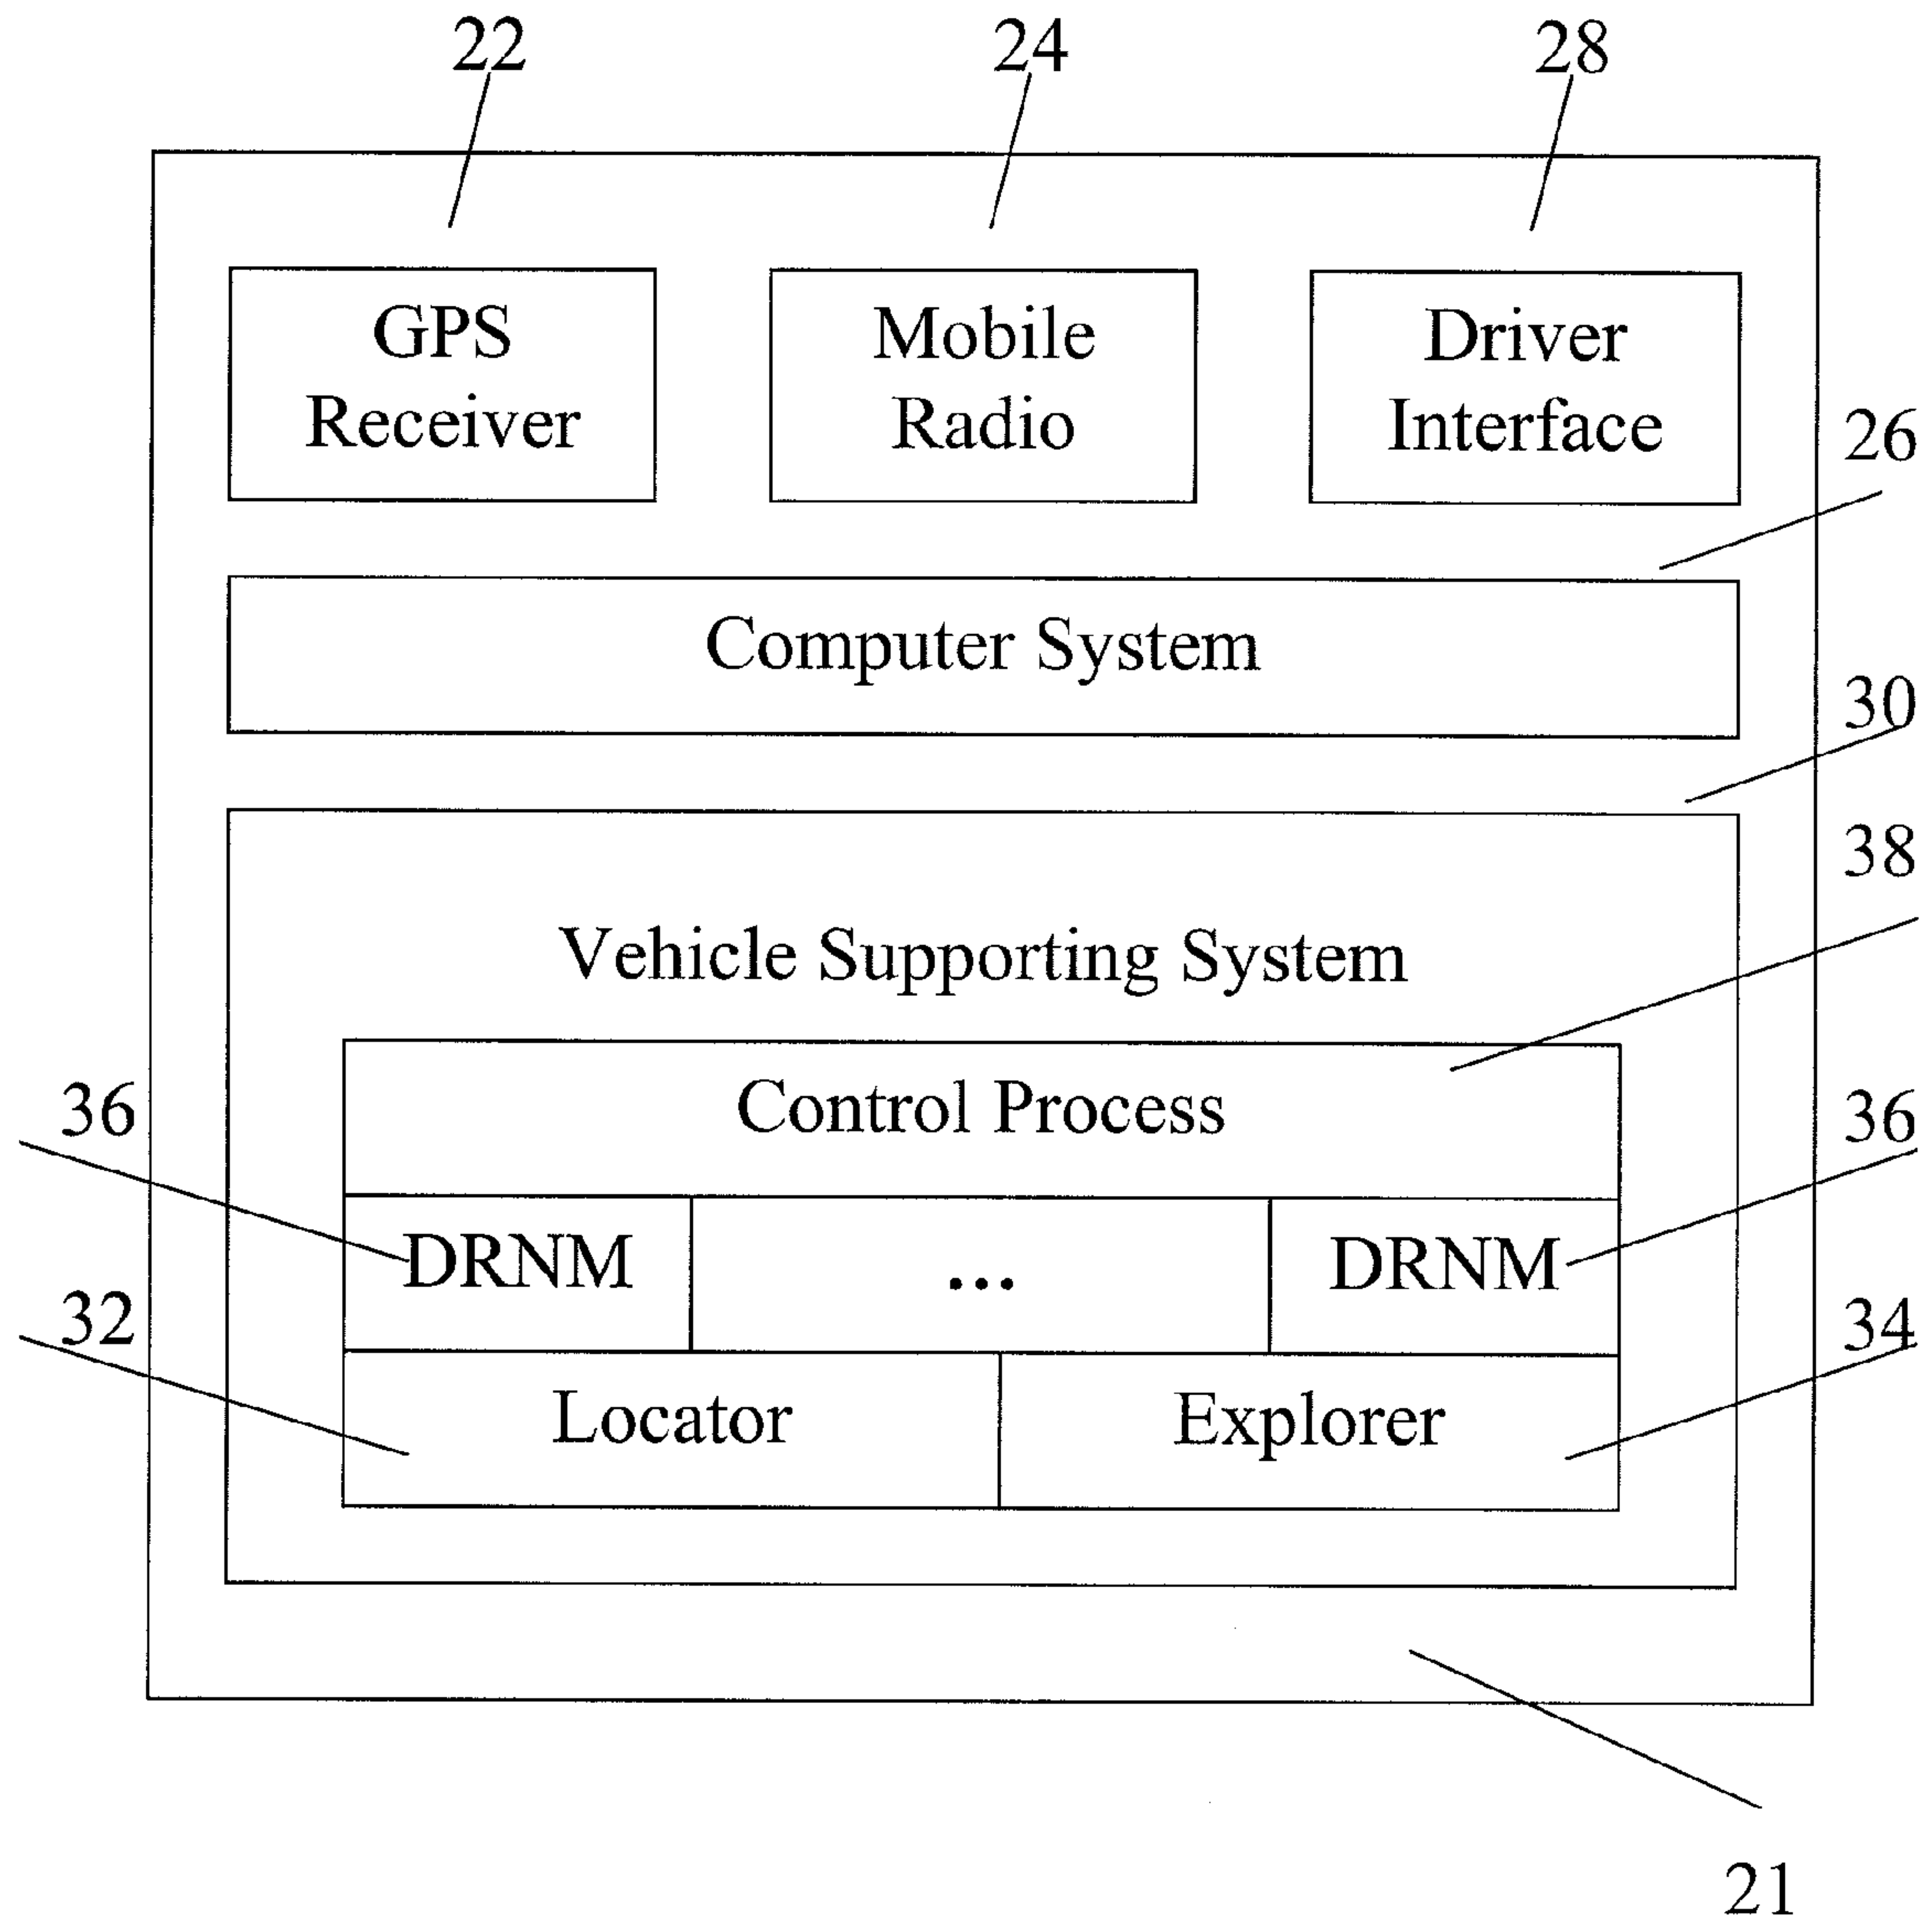 22
24
28
GPS
Receiver
Mobile
Radio
Driver
Interface
26
Computer System
30
38
Vehicle Supporting System
Control Process
36
36
DRNM
...
DRNM
32
34
Locator
Explorer
21